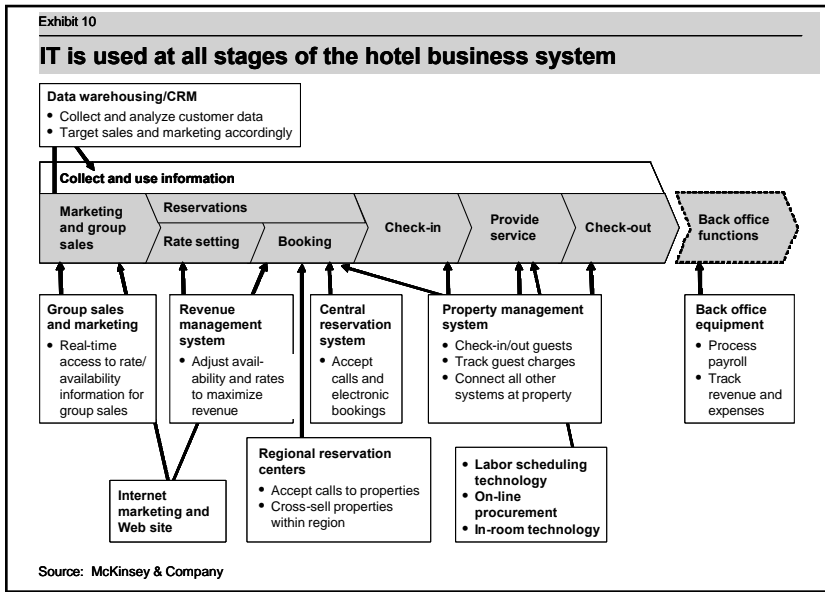 Exhibit 10
IT is used at all stages of the hotel business system
Data warehousing/CRM
• Collect and analyze customer data
• Target sales and marketing accordingly
Collect and use information
Marketing
and group
sales
Reservations
Rate setting
Booking
Check-in
Provide
service
Check-out
Back office
functions
Group sales
and marketing
• Real-time
access to rate/
availability
information for
group sales
Revenue
management
system
• Adjust avail-
ability and rates
to maximize
revenue
Central
reservation
system
• Accept
calls and
electronic
bookings
Property management
system
• Check-in/out guests
• Track guest charges
• Connect all other
systems at property
Back office
equipment
• Process
payroll
• Track
revenue and
expenses
Internet
marketing and
Web site
Regional reservation
centers
• Accept calls to properties
• Cross-sell properties
within region
• Labor scheduling
technology
• On-line
procurement
• In-room technology
Source: McKinsey & Company